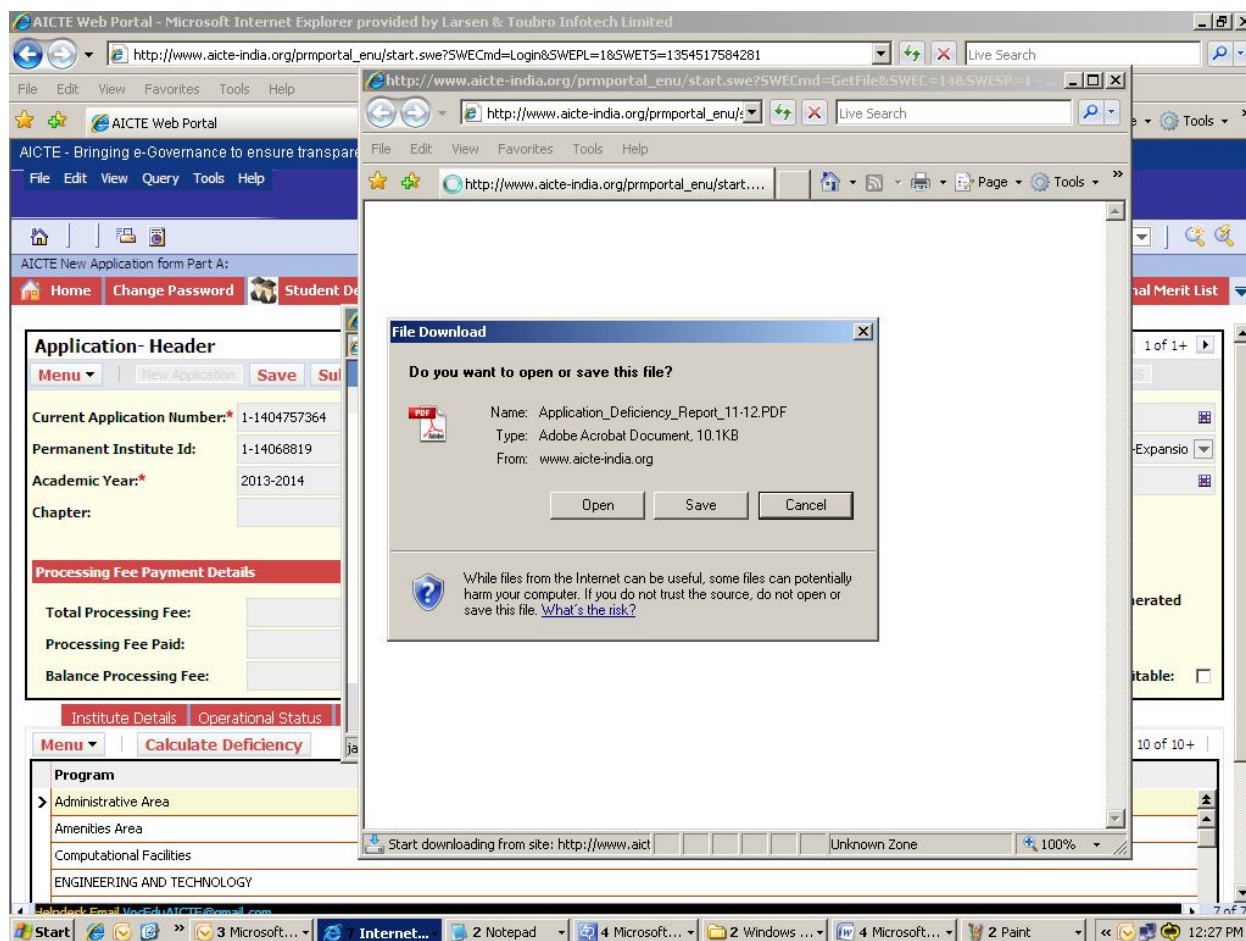 AICTE Web Portal - Microsoft Internet Explorer provided by Larsen & Toubro Infotech Limited
http://www.aicte-india.org/prmportal_enu/start.swe?SWECmd=Login&SWEPL=1&SWETS=1354517584281
Live Search
File Edit View Favorites Tools Help
AICTE Web Portal
Tools
AICTE - Bringing e-Governance to ensure transpare
File Edit View Query Tools Help
AICTE New Application form Part A:
Home Change Password Student De
nal Merit List
Application- Header
1 of 1+
Menu New Application Save Su
Current Application Number:* 1-1404757364
Permanent Institute Id: 1-14068819
-Expansio
Academic Year:* 2013-2014
Chapter:
Processing Fee Payment Details
Total Processing Fee:
erated
Processing Fee Paid:
Balance Processing Fee:
itable:
Institute Details Operational Status
Menu Calculate Deficiency
ja
10 of 10+
Program
Administrative Area
Amenities Area
Computational Facilities
ENGINEERING AND TECHNOLOGY
http://www.aicte-india.org/prmportal_enu/start.swe?SWECmd=GetFile&SWEC=14&SWESP=1 - ...
http://www.aicte-india.org/prmportal_enu/s
Live Search
File Edit View Favorites Tools Help
http://www.aicte-india.org/prmportal_enu/start....
Page Tools »
File Download
Do you want to open or save this file?
Name: Application_Deficiency_Report_11-12.PDF
Type: Adobe Acrobat Document, 10.1KB
From: www.aicte-india.org
Open Save Cancel
While files from the Internet can be useful, some files can potentially
harm your computer. If you do not trust the source, do not open or
save this file. What's the risk?
Start downloading from site: http://www.aict
Unknown Zone
100%
Helpdesk Email VocEduAICTE@gmail.com
7 of 7
Start » 3 Microsoft... 7 Internet... 2 Notepad 4 Microsoft... 2 Windows ... 4 Microsoft... 2 Paint « 12:27 PM